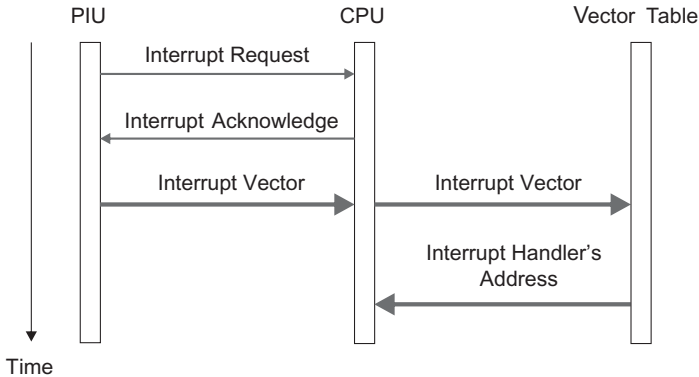 PIU CPU Vector Table
Interrupt Request
Interrupt Acknowledge
Interrupt Vector Interrupt Vector
Interrupt Handler's
Address
Time